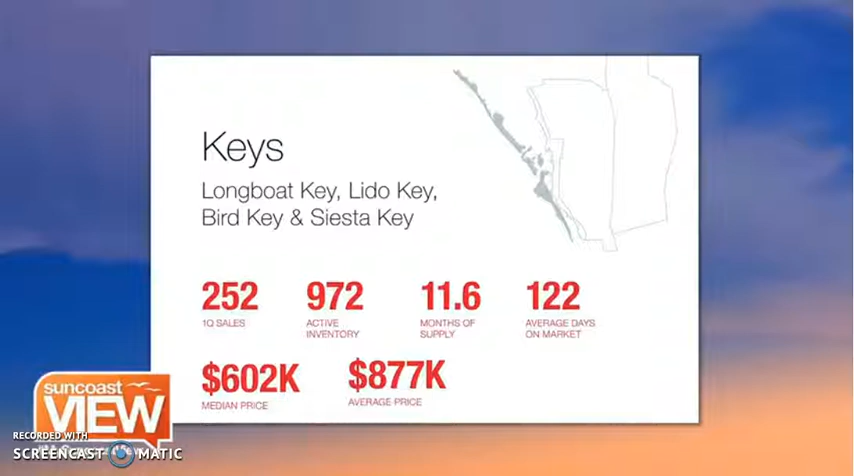 Keys
Longboat Key, Lido Key,
Bird Key & Siesta Key
252
1Q SALES
972
ACTIVE
INVENTORY
11.6
MONTHS OF
SUPPLY
122
AVERAGE DAYS
ON MARKET
$602K
MEDIAN PRICE
$877K
AVERAGE PRICE
suncoast
VIEW
RECORDED WITH
SCREENCAST MATIC